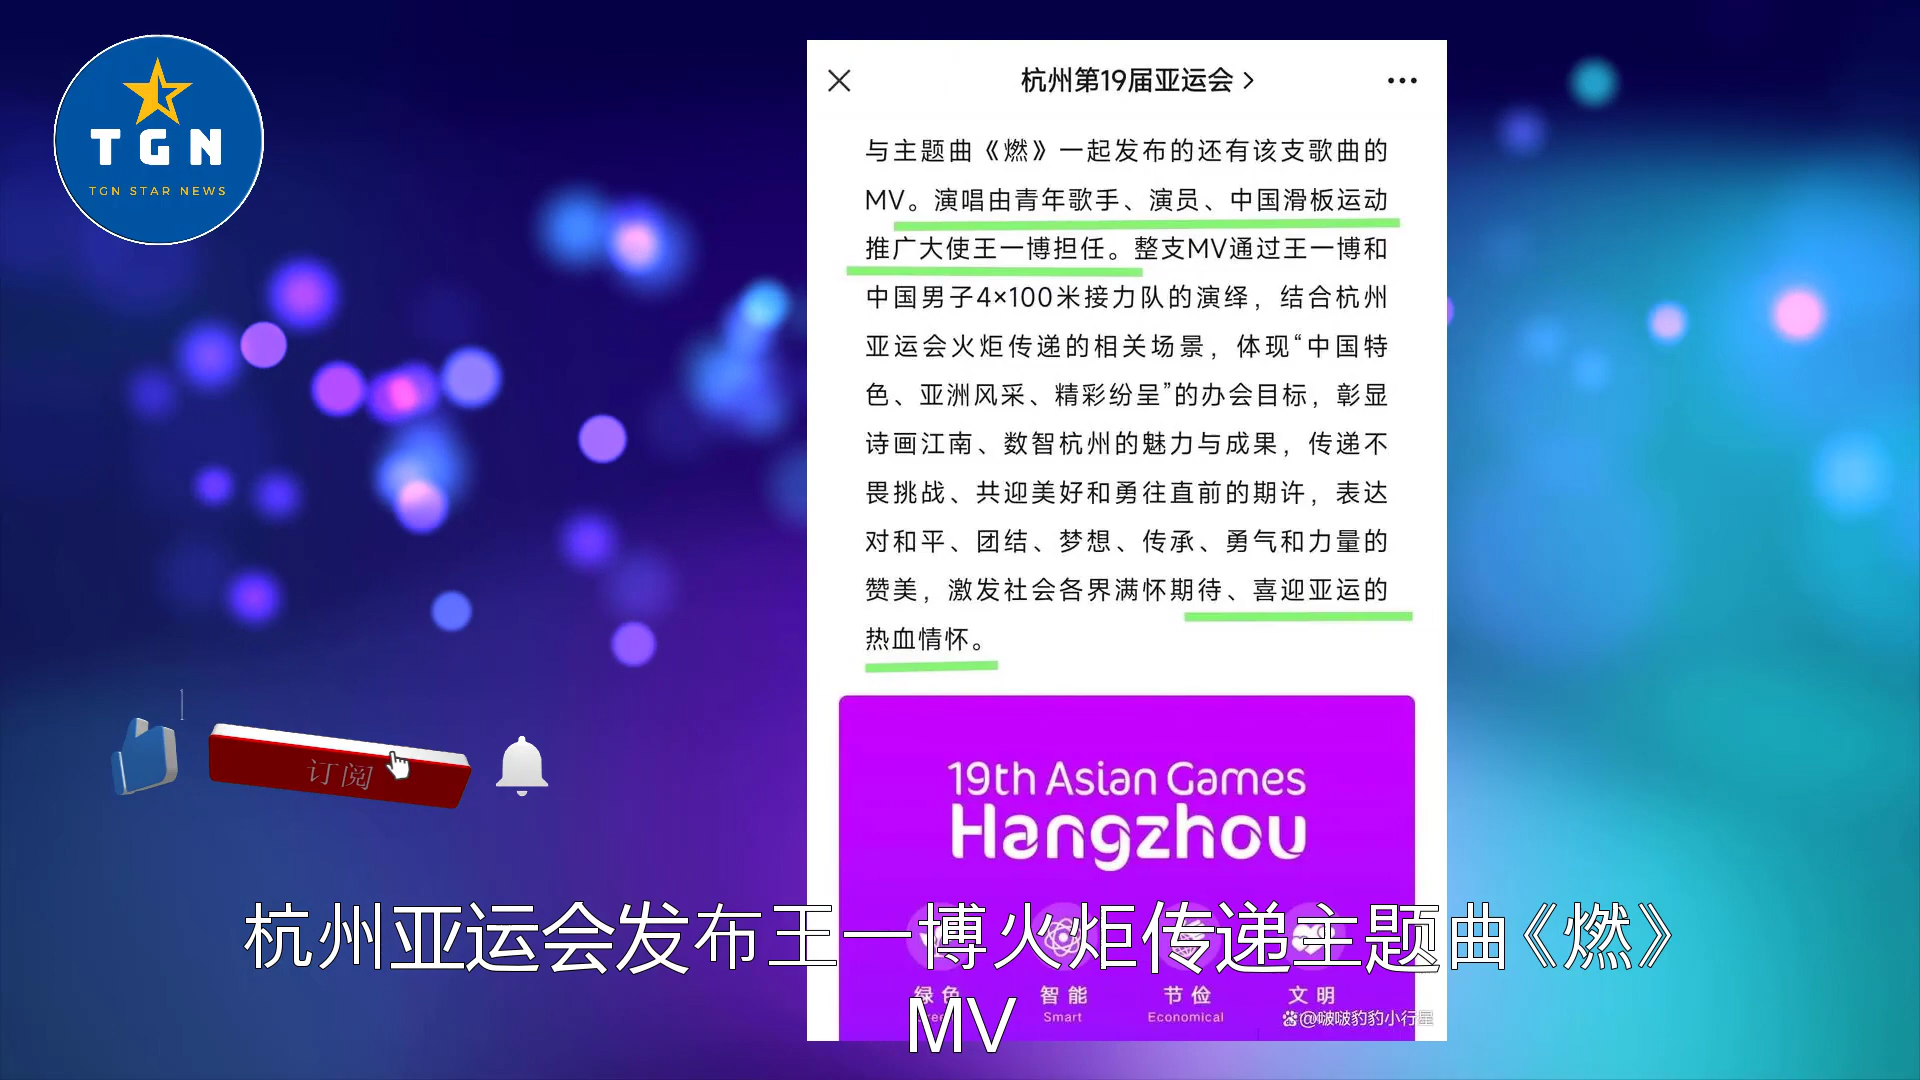 TGN
TGN STAR NEWS
杭州第19届亚运会
与主题曲《燃》一起发布的还有该支歌曲的
MV。演唱由青年歌手、演员、中国滑板运动
推广大使王一博担任。整支MV通过王一博和
中国男子4×100米接力队的演绎，结合杭州
亚运会火炬传递的相关场景，体现“中国特
色、亚洲风采、精彩纷呈”的办会目标，彰显
诗画江南、数智杭州的魅力与成果，传递不
畏挑战、共迎美好和勇往直前的期许，表达
对和平、团结、梦想、传承、勇气和力量的
赞美，激发社会各界满怀期待、喜迎亚运的
热血情怀。
订阅
19th Asian Games
Hangzhou
杭州亚运会发布王一博火炬传递主题曲《燃》
MV
绿色 智能 节俭 文明
Smart Economical
@啵啵豹豹小行星